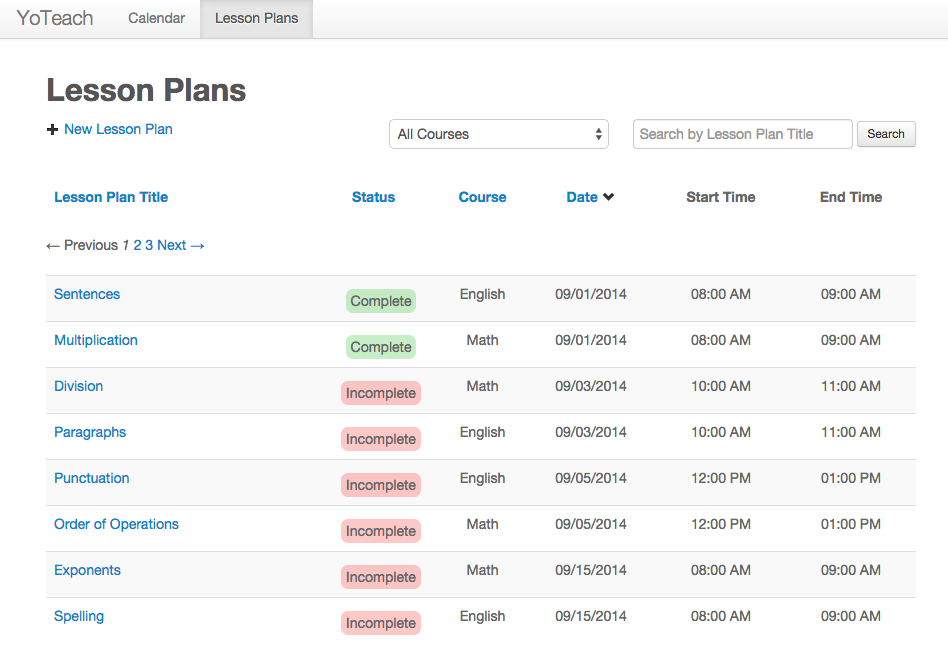 YoTeach Calendar Lesson Plans
Lesson Plans
New Lesson Plan All Courses Search by Lesson Plan Title Search
Lesson Plan Title Status Course Date Start Time End Time
← Previous 1 2 3 Next →
Sentences Complete English 09/01/2014 08:00 AM 09:00 AM
Multiplication Complete Math 09/01/2014 08:00 AM 09:00 AM
Division Incomplete Math 09/03/2014 10:00 AM 11:00 AM
Paragraphs Incomplete English 09/03/2014 10:00 AM 11:00 AM
Punctuation Incomplete English 09/05/2014 12:00 PM 01:00 PM
Order of Operations Incomplete Math 09/05/2014 12:00 PM 01:00 PM
Exponents Incomplete Math 09/15/2014 08:00 AM 09:00 AM
Spelling Incomplete English 09/15/2014 08:00 AM 09:00 AM